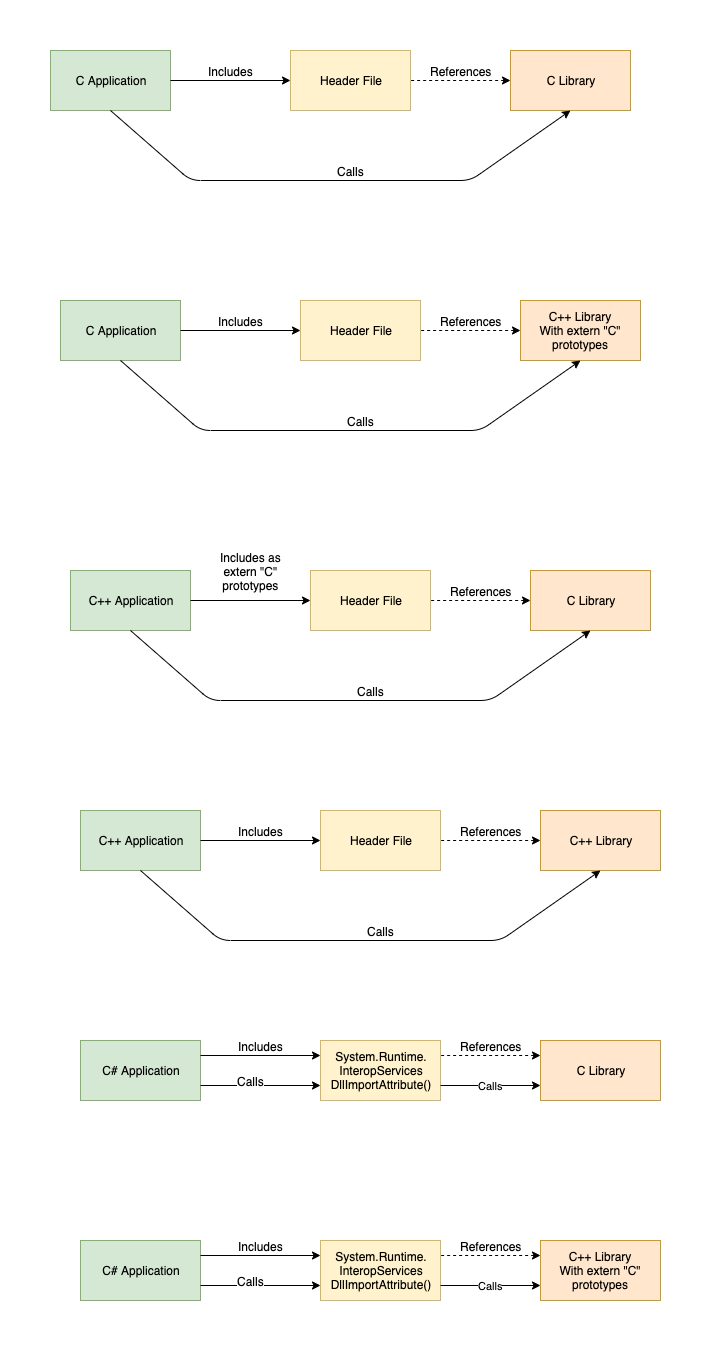 C Application
Includes
Header File
References
C Library
Calls
C Application
Includes
Header File
References
C++ Library
With extern "C"
prototypes
Calls
C++ Application
Includes as
extern "C"
prototypes
Header File
References
C Library
Calls
C++ Application
Includes
Header File
References
C++ Library
Calls
C# Application
Includes
Calls
System.Runtime.
InteropServices
DllImportAttribute()
References
Calls
C Library
C# Application
Includes
Calls
System.Runtime.
InteropServices
DllImportAttribute()
References
Calls
C++ Library
With extern "C"
prototypes